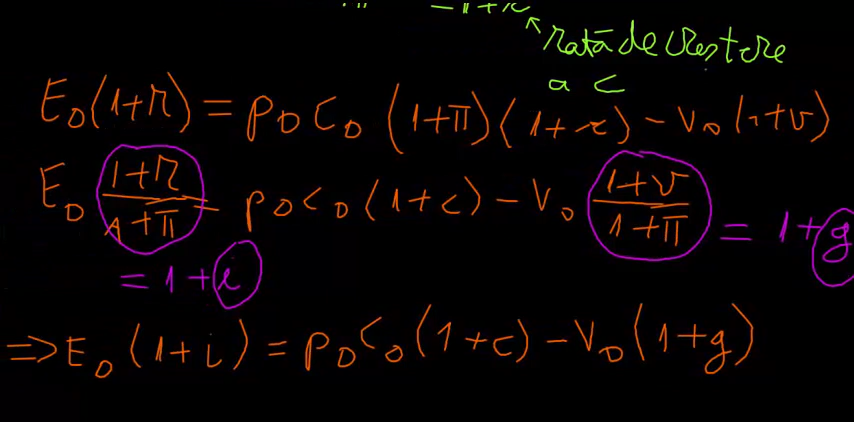 = 1+r
rată de creștere
a c
E₀(1+r) = p₀c₀(1+π)(1+c) - V₀(1+v)
E₀ (1+r)/(1+π) = p₀c₀(1+c) - V₀ (1+v)/(1+π) = 1+g
= 1+i
=> E₀(1+i) = p₀c₀(1+c) - V₀(1+g)